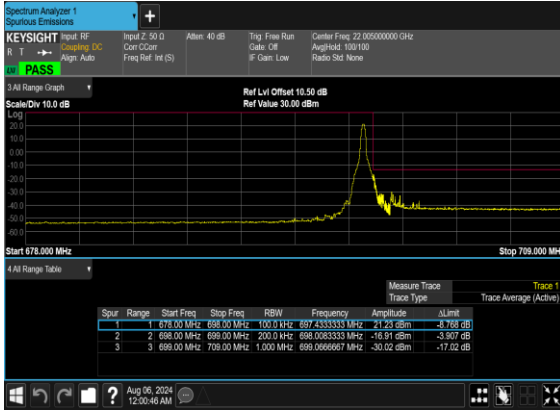 Spectrum Analyzer 1
Spurious Emissions
+
KEYSIGHT Input: RF Input Z: 50 Ω Atten: 40 dB Trig: Free Run Center Freq: 22.005000000 GHz
R T Coupling: DC Corr CCorr Gate: Off Avg|Hold: 100/100
Align: Auto Freq Ref: Int (S) IF Gain: Low Radio Std: None
PASS
3 All Range Graph
Ref Lvl Offset 10.50 dB
Scale/Div 10.0 dB Ref Value 30.00 dBm
Log
20.0
10.0
0.00
-10.0
-20.0
-30.0
-40.0
-50.0
-60.0
Start 678.000 MHz Stop 709.000 MH
4 All Range Table
Measure Trace Trace 1
Trace Type Trace Average (Active)
Spur Range Start Freq Stop Freq RBW Frequency Amplitude ΔLimit
1 1 678.00 MHz 698.00 MHz 100.0 kHz 697.4333333 MHz 21.23 dBm -8.768 dB
2 2 698.00 MHz 699.00 MHz 200.0 kHz 698.0083333 MHz -16.91 dBm -3.907 dB
3 3 699.00 MHz 709.00 MHz 1.000 MHz 699.0666667 MHz -30.02 dBm -17.02 dB
?
Aug 06, 2024
12:00:46 AM